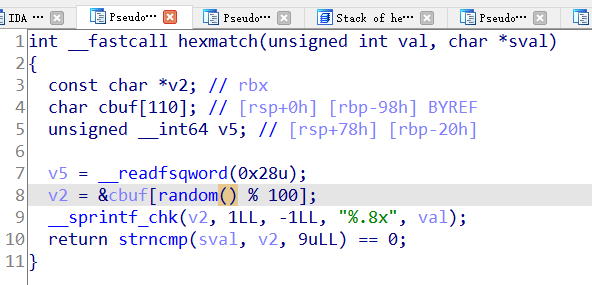 IDA ···
Pseudo···
Pseudo···
Stack of he···
Pseudo···
1 int __fastcall hexmatch(unsigned int val, char *sval)
2 {
3 const char *v2; // rbx
4 char cbuf[110]; // [rsp+0h] [rbp-98h] BYREF
5 unsigned __int64 v5; // [rsp+78h] [rbp-20h]
6
7 v5 = __readfsqword(0x28u);
8 v2 = &cbuf[random() % 100];
9 __sprintf_chk(v2, 1LL, -1LL, "%.8x", val);
10 return strncmp(sval, v2, 9uLL) == 0;
11 }